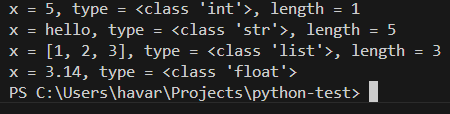 x = 5, type = <class 'int'>, length = 1
x = hello, type = <class 'str'>, length = 5
x = [1, 2, 3], type = <class 'list'>, length = 3
x = 3.14, type = <class 'float'>
PS C:\Users\havar\Projects\python-test>